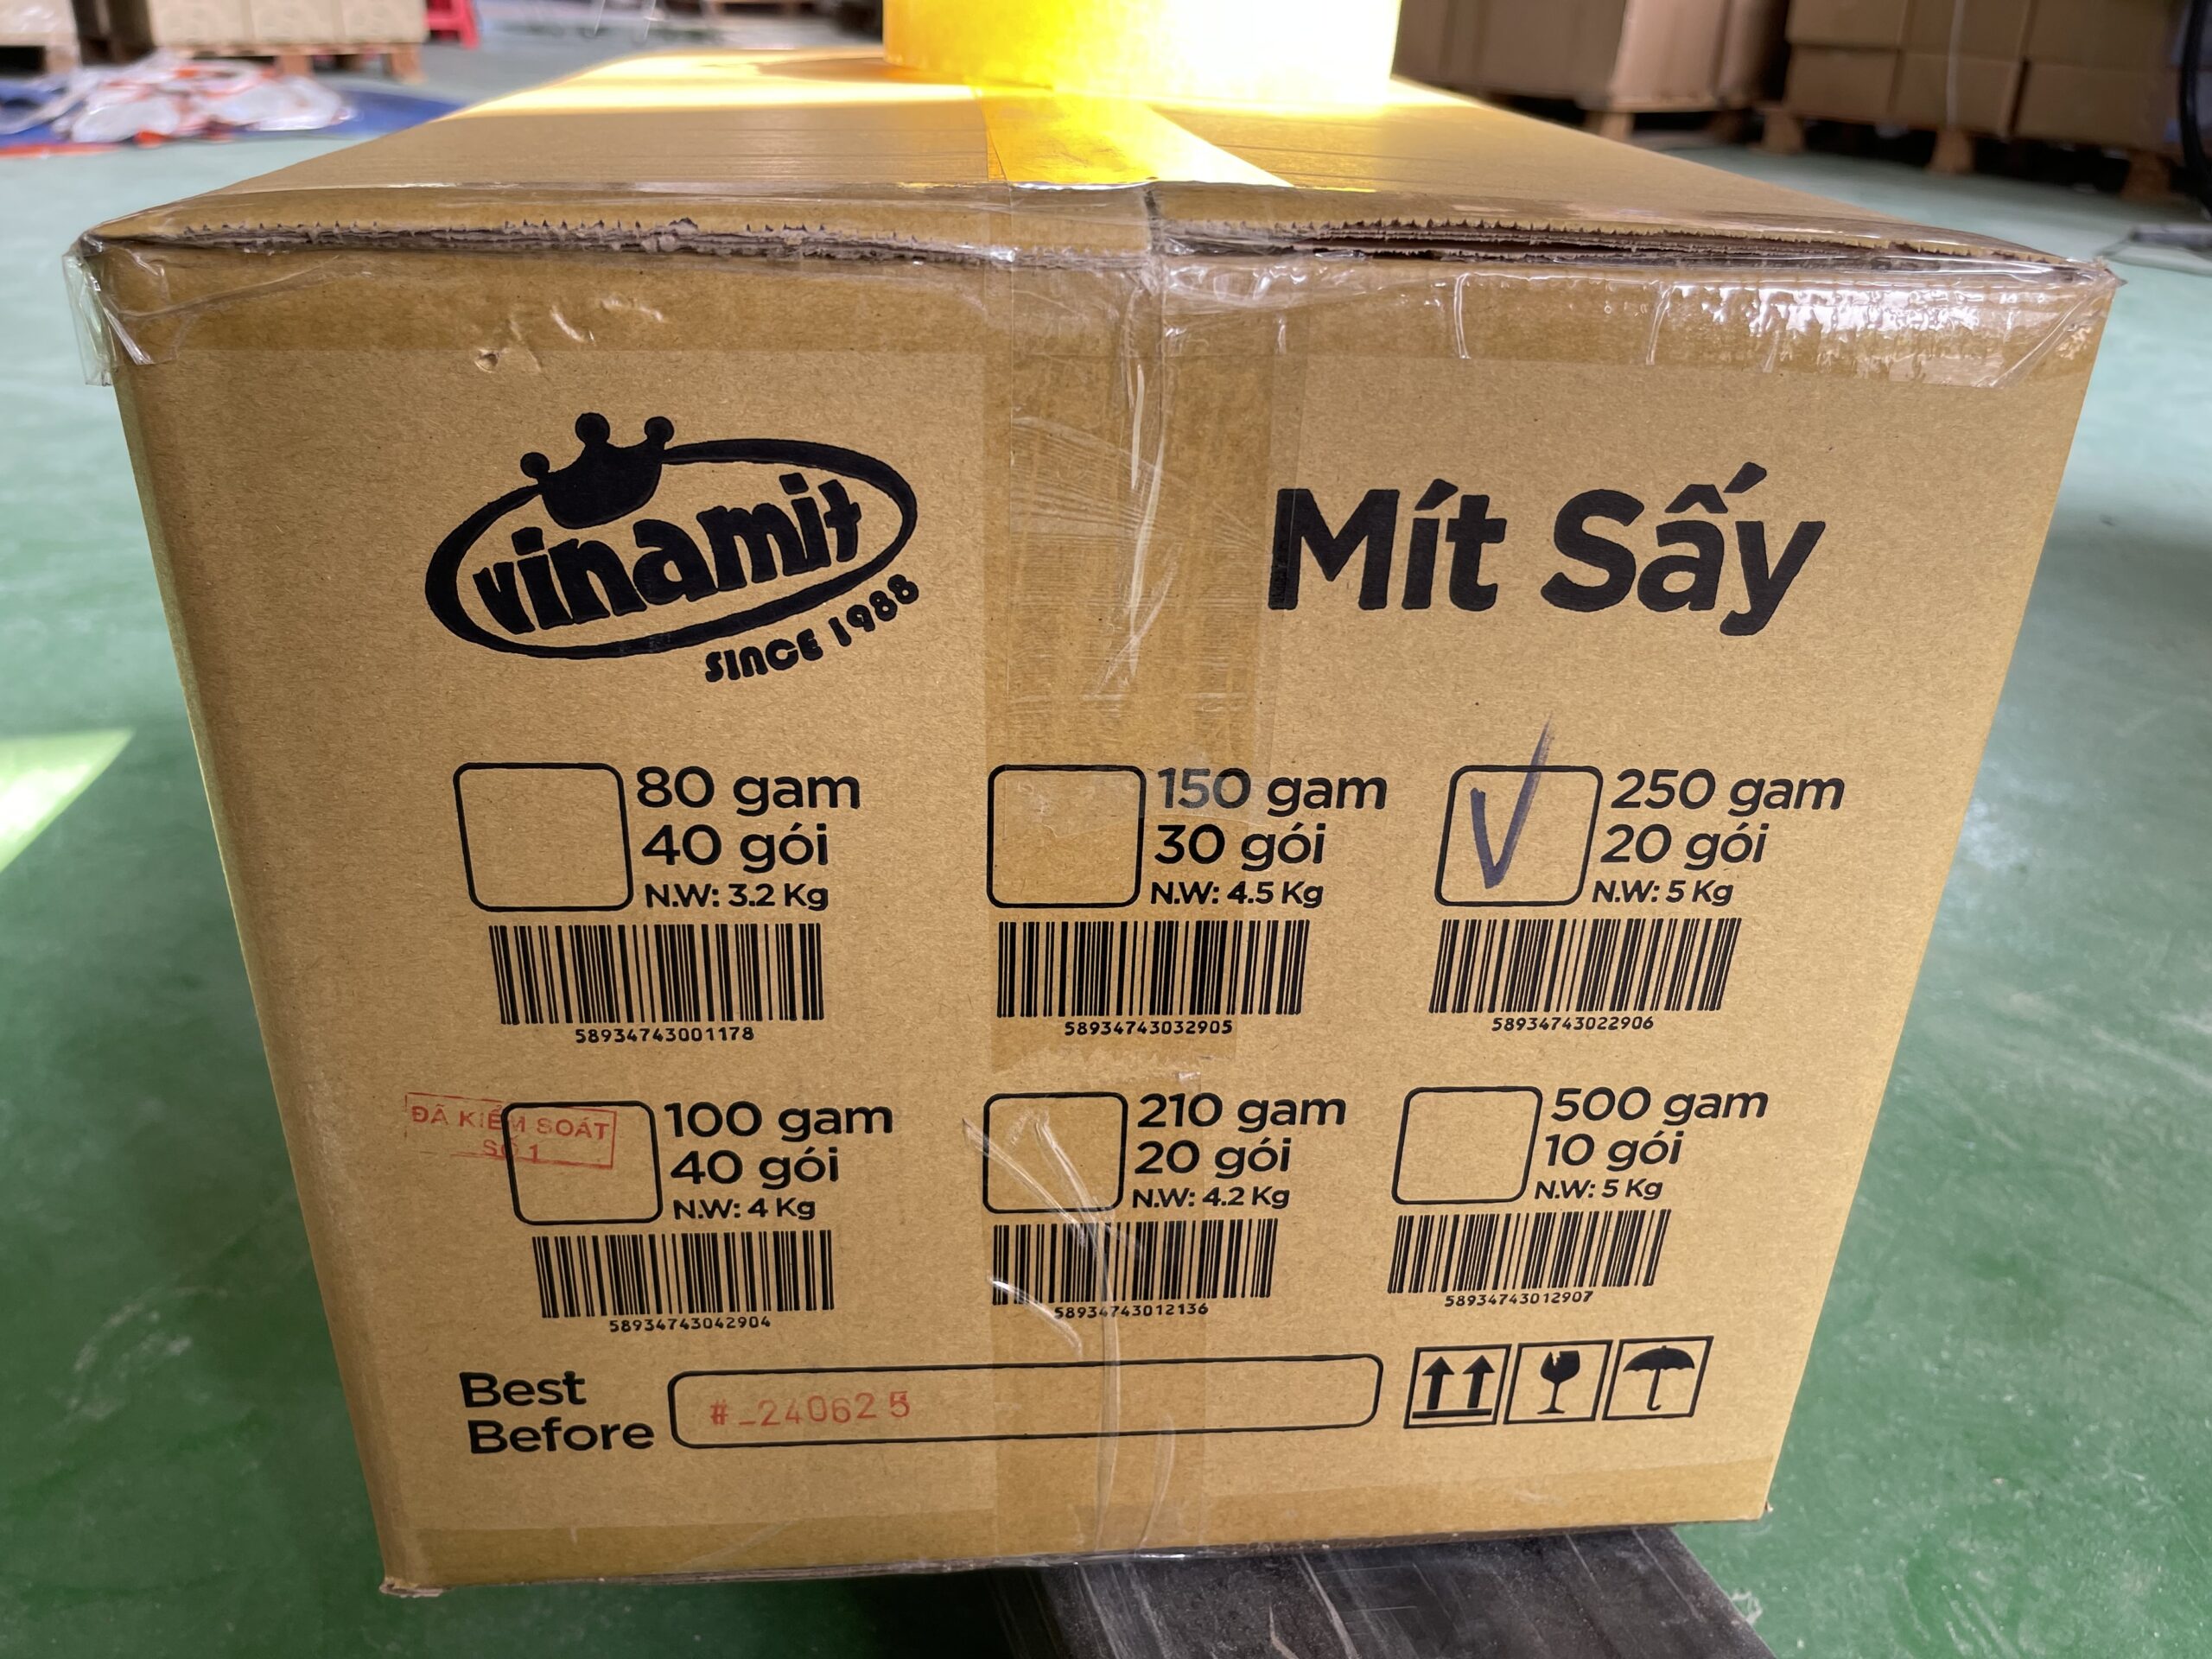 vinamit
SINCE 1988
Mít Sấy
80 gam
40 gói
N.W: 3.2 Kg
58934743001178
150 gam
30 gói
N.W: 4.5 Kg
58934743032905
250 gam
20 gói
N.W: 5 Kg
58934743022906
ĐÃ KIỂM SOÁT
SỐ 1
100 gam
40 gói
N.W: 4 Kg
58934743042904
210 gam
20 gói
N.W: 4.2 Kg
58934743012136
500 gam
10 gói
N.W: 5 Kg
58934743012907
Best
Before
# _240625